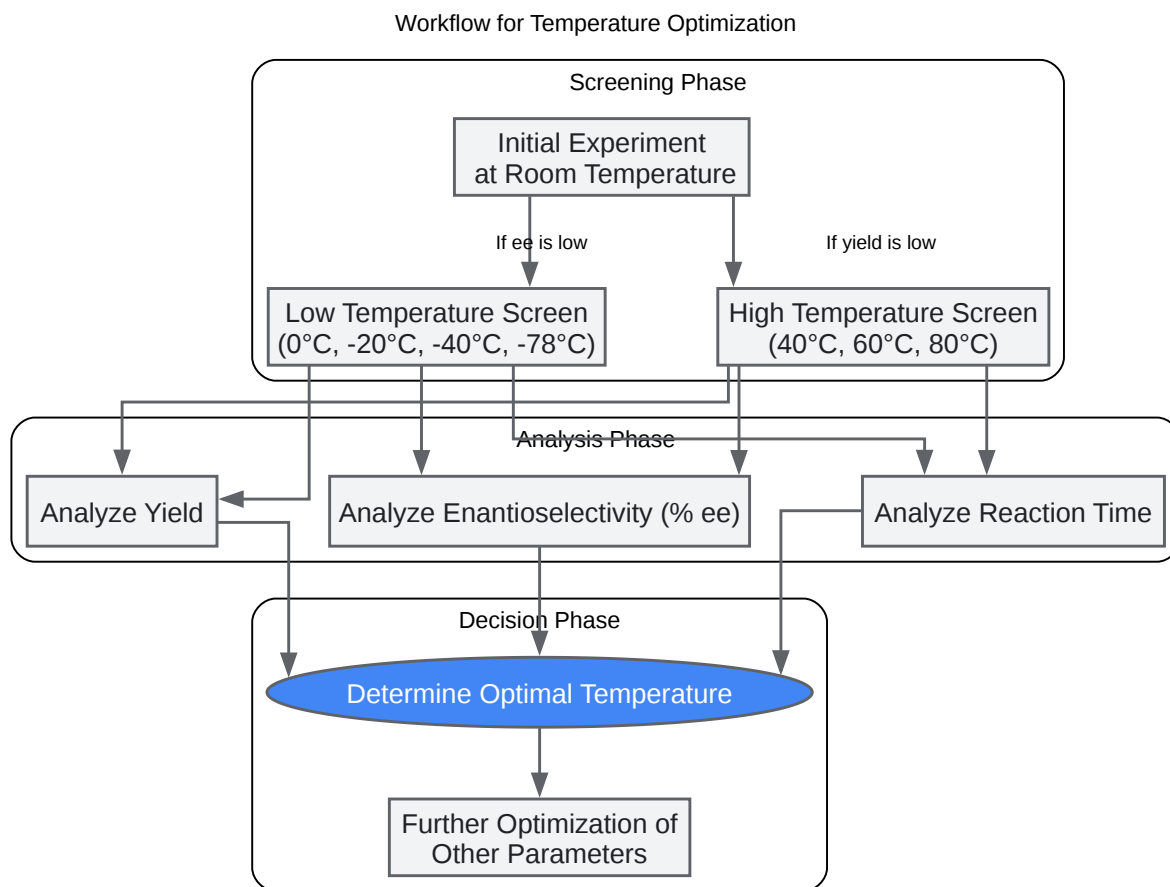 Workflow for Temperature Optimization
Screening Phase
Initial Experiment
at Room Temperature
If ee is low
If yield is low
Low Temperature Screen
(0°C, -20°C, -40°C, -78°C)
High Temperature Screen
(40°C, 60°C, 80°C)
Analysis Phase
Analyze Yield
Analyze Enantioselectivity (% ee)
Analyze Reaction Time
Decision Phase
Determine Optimal Temperature
Further Optimization of
Other Parameters